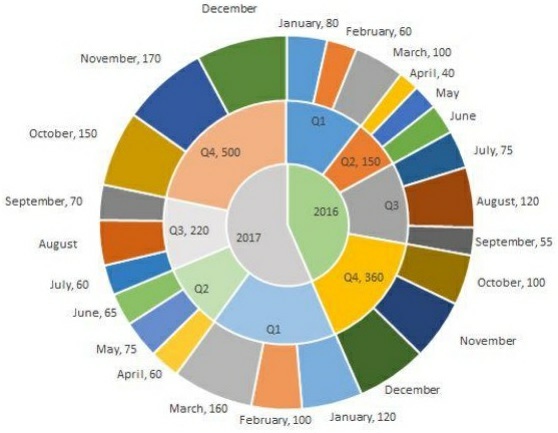 December
January, 80
February, 60
March, 100
April, 40
May
June
July, 75
August, 120
September, 55
October, 100
November
December
January, 120
February, 100
March, 160
April, 60
May, 75
June, 65
July, 60
August
September, 70
October, 150
November, 170
Q1
Q2, 150
Q3
Q4, 360
Q1
Q2
Q3, 220
Q4, 500
2016
2017